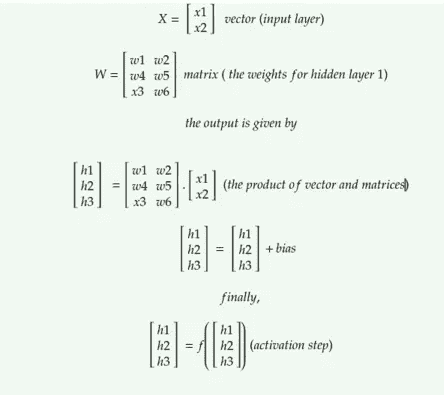 X = [ x1 x2 ] vector (input layer)
W = [ w1 w2 w4 w5 x3 w6 ] matrix ( the weights for hidden layer 1)
the output is given by
[ h1 h2 h3 ] = [ w1 w2 w4 w5 x3 w6 ] . [ x1 x2 ] (the product of vector and matrices)
[ h1 h2 h3 ] = [ h1 h2 h3 ] + bias
finally,
[ h1 h2 h3 ] = f( [ h1 h2 h3 ] ) (activation step)